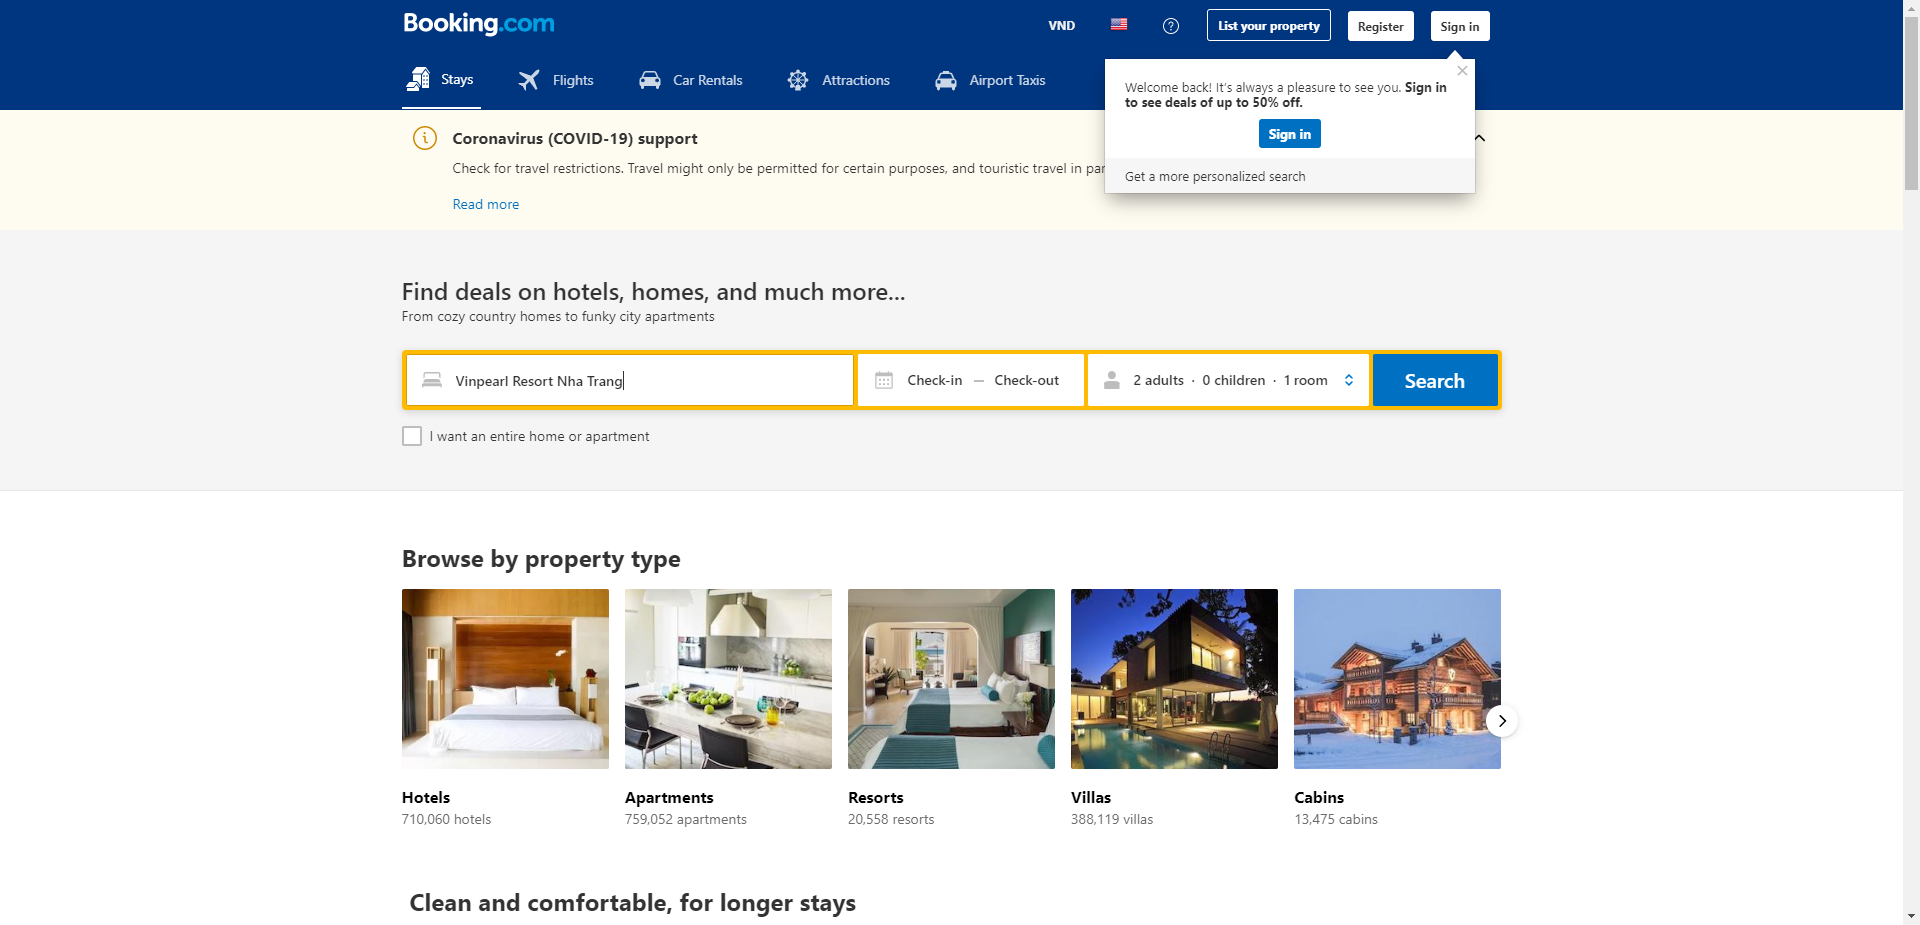 Booking.com
VND
List your property
Register
Sign in
Stays
Flights
Car Rentals
Attractions
Airport Taxis
Welcome back! It's always a pleasure to see you. Sign in
to see deals of up to 50% off.
Sign in
Get a more personalized search
Coronavirus (COVID-19) support
Check for travel restrictions. Travel might only be permitted for certain purposes, and touristic travel in
Read more
Find deals on hotels, homes, and much more...
From cozy country homes to funky city apartments
Vinpearl Resort Nha Trang
Check-in — Check-out
2 adults · 0 children · 1 room
Search
I want an entire home or apartment
Browse by property type
Hotels
710,060 hotels
Apartments
759,052 apartments
Resorts
20,558 resorts
Villas
388,119 villas
Cabins
13,475 cabins
Clean and comfortable, for longer stays